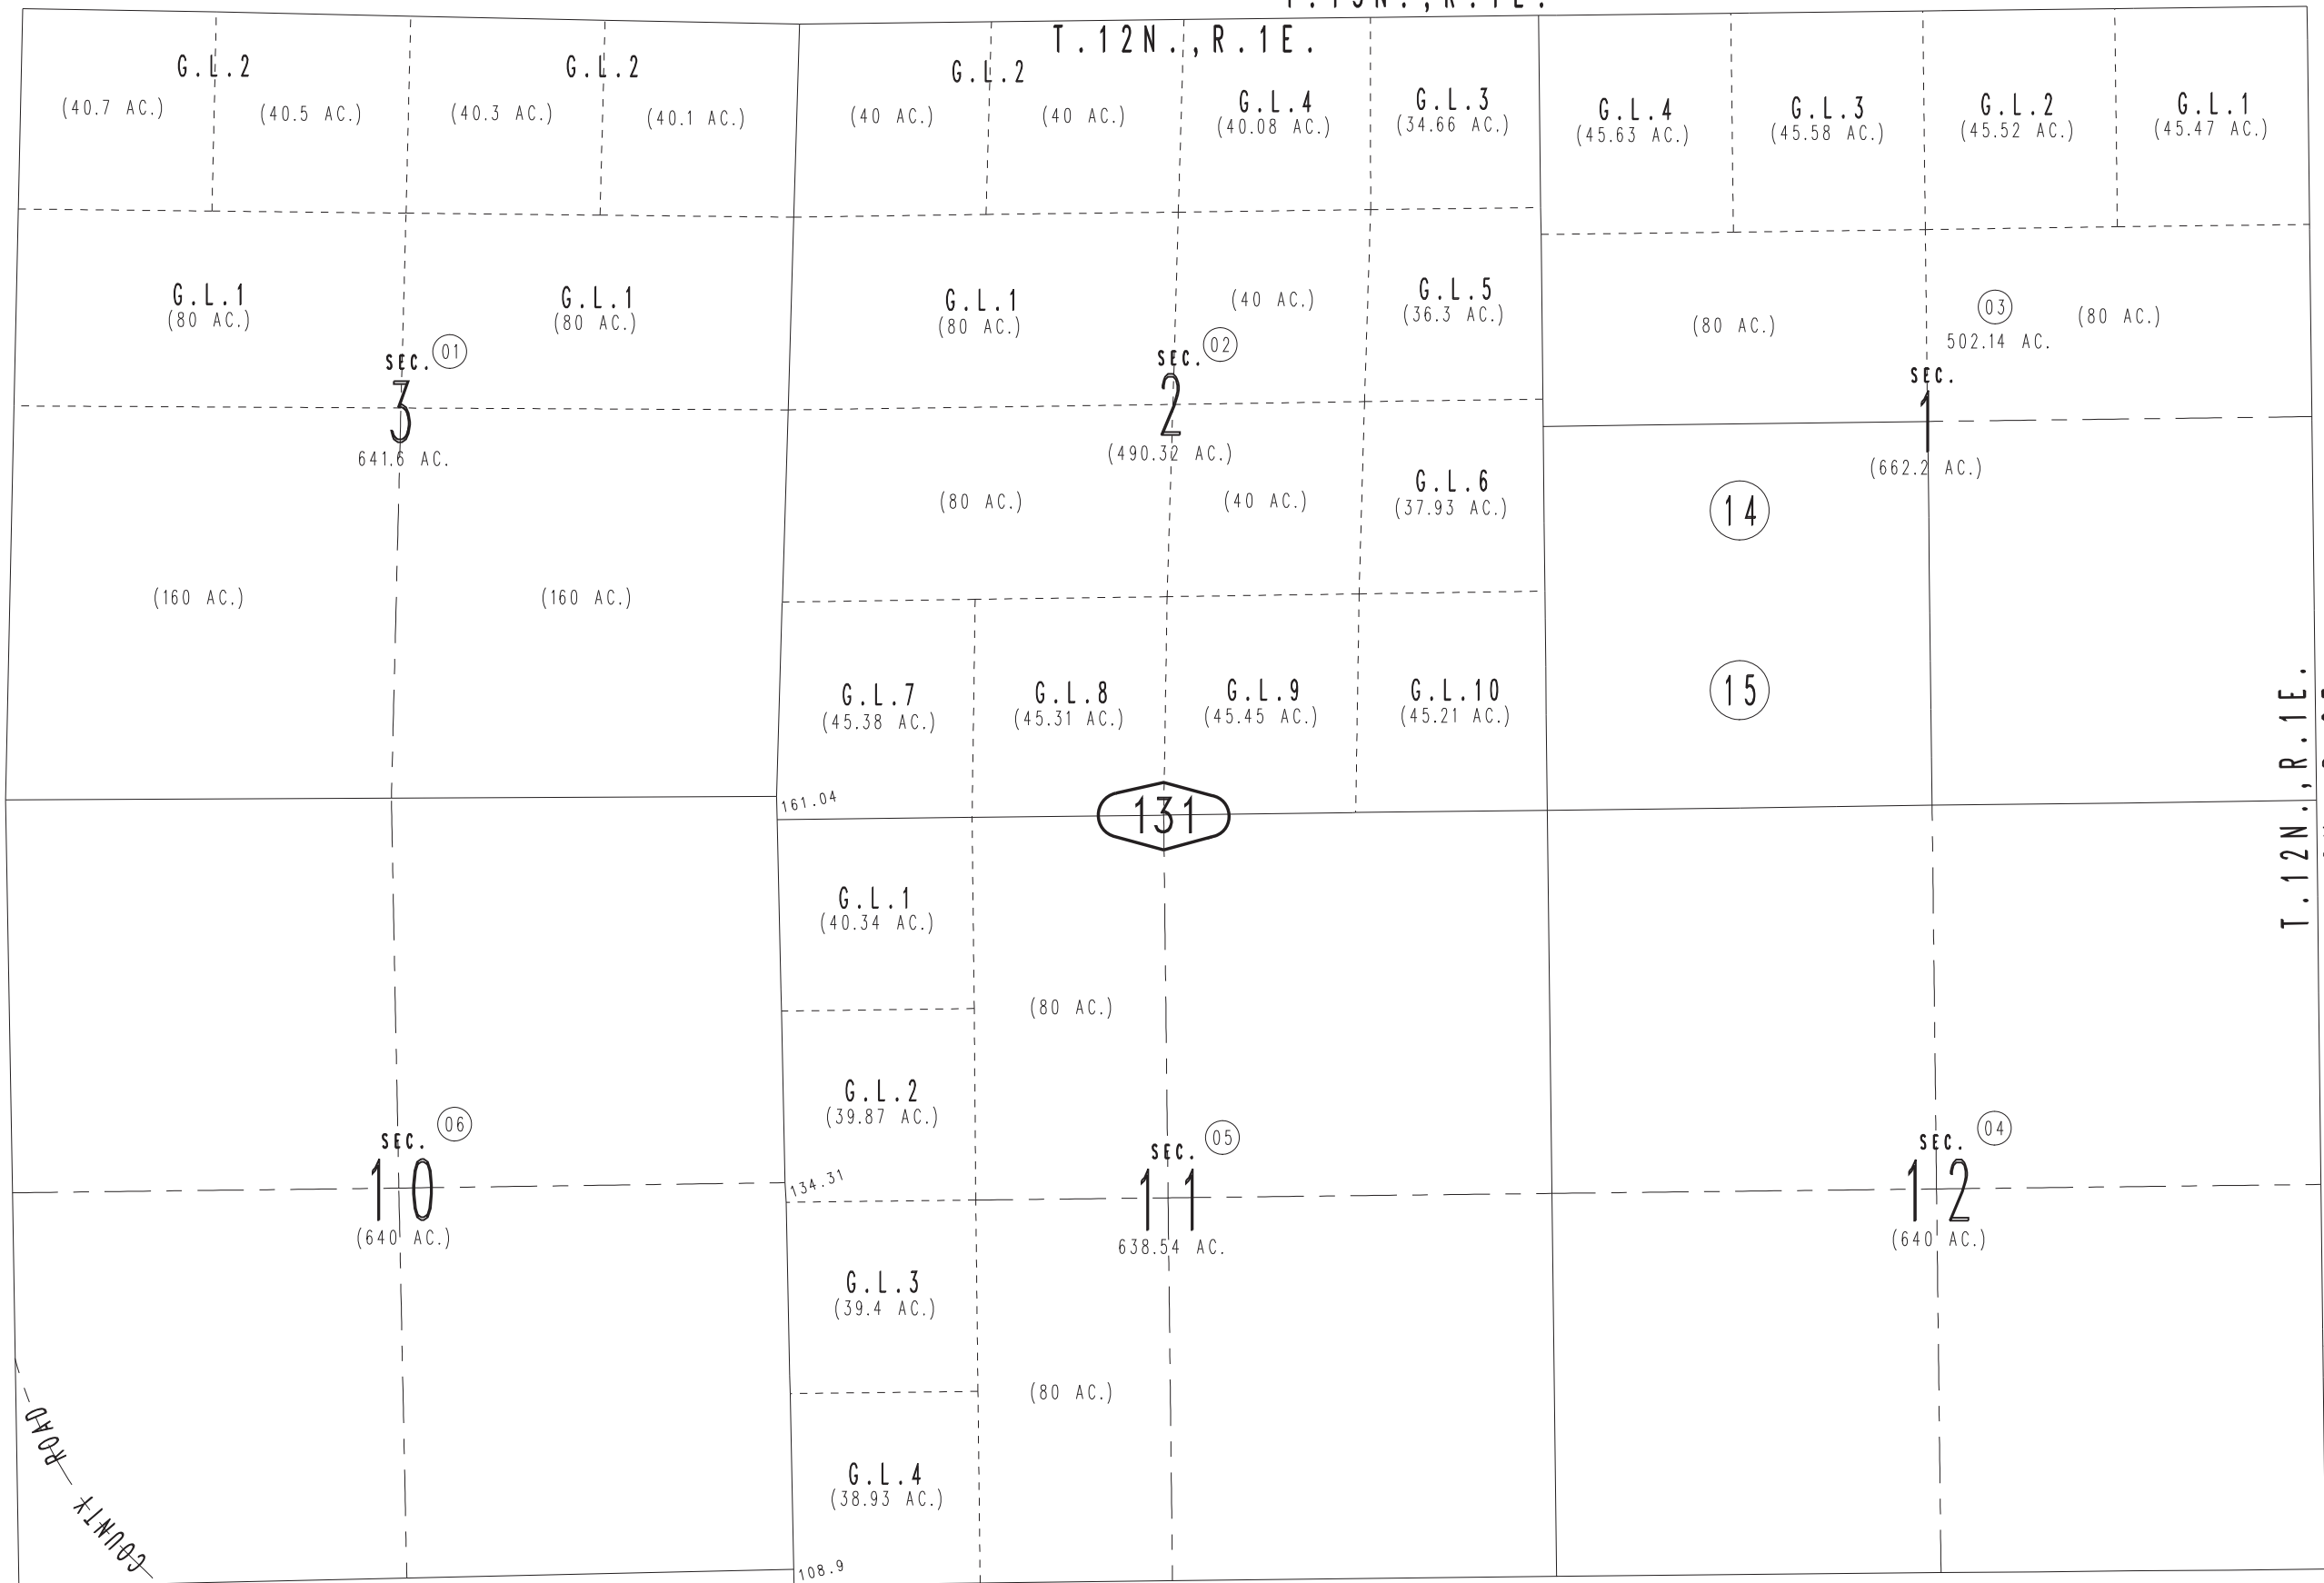 T.12N.,R.1E.
G.L.2
(40.7 AC.)
(40.5 AC.)
G.L.2
(40.3 AC.)
(40.1 AC.)
G.L.2
(40 AC.)
(40 AC.)
G.L.4
(40.08 AC.)
G.L.3
(34.66 AC.)
G.L.4
(45.63 AC.)
G.L.3
(45.58 AC.)
G.L.2
(45.52 AC.)
G.L.1
(45.47 AC.)
G.L.1
(80 AC.)
G.L.1
(80 AC.)
SEC. 01
3
641.6 AC.
(160 AC.)
(160 AC.)
G.L.1
(80 AC.)
(40 AC.)
G.L.5
(36.3 AC.)
SEC. 02
2
(490.32 AC.)
(80 AC.)
(40 AC.)
G.L.6
(37.93 AC.)
G.L.7
(45.38 AC.)
G.L.8
(45.31 AC.)
G.L.9
(45.45 AC.)
G.L.10
(45.21 AC.)
(80 AC.)
03
502.14 AC.
(80 AC.)
SEC.
1
(662.2 AC.)
14
15
T.12N.,R.1E.
161.04
131
SEC. 06
10
(640 AC.)
COUNTY ROAD
G.L.1
(40.34 AC.)
(80 AC.)
G.L.2
(39.87 AC.)
134.31
SEC. 05
11
638.54 AC.
G.L.3
(39.4 AC.)
(80 AC.)
G.L.4
(38.93 AC.)
108.9
SEC. 04
12
(640 AC.)